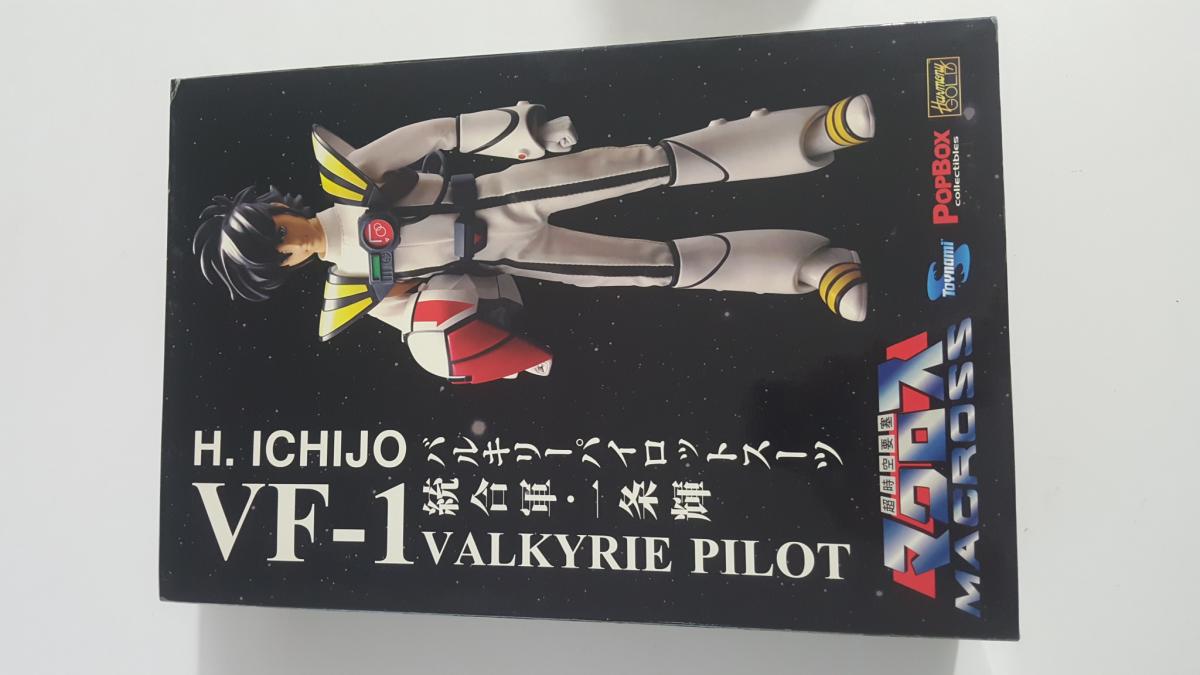 H. ICHIJO
VF-1
バルキリーパイロットスーツ
統合軍・一条輝
VALKYRIE PILOT
超時空要塞
マクロス
MACROSS
Toynami
POPBOX
collectibles
Harmony
GOLD